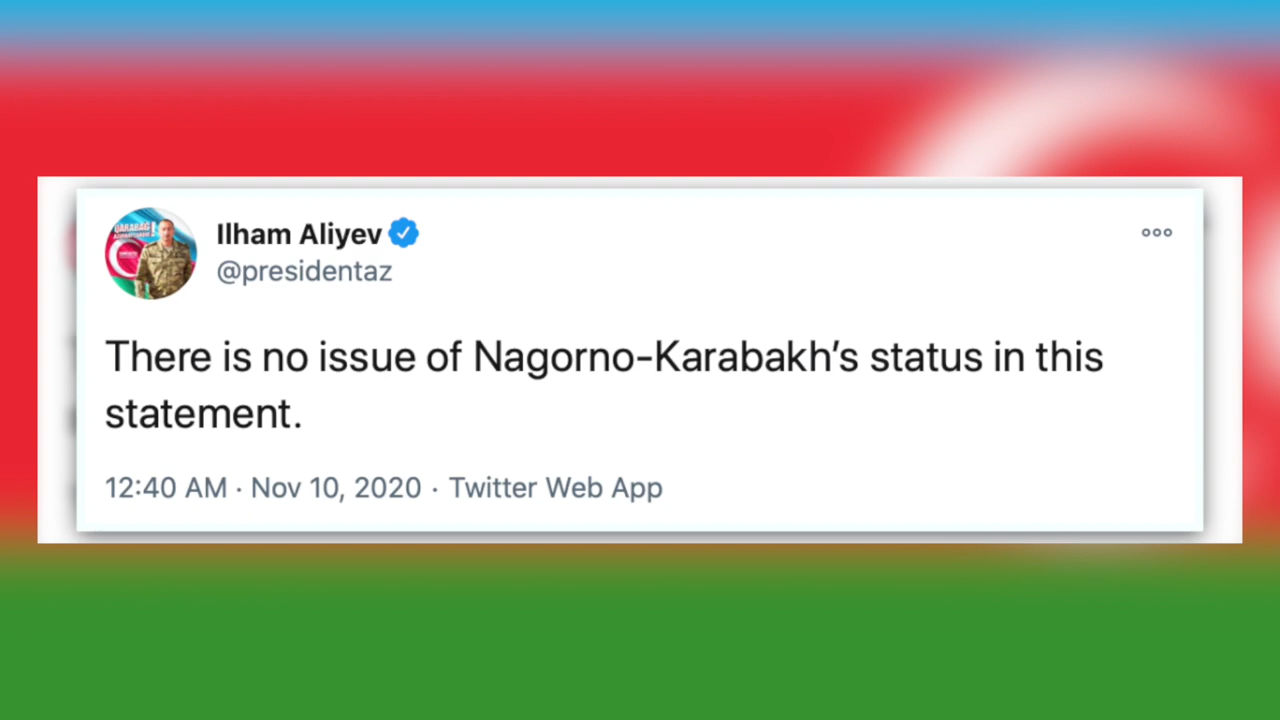 Ilham Aliyev
@presidentaz
There is no issue of Nagorno-Karabakh's status in this
statement.
12:40 AM · Nov 10, 2020 · Twitter Web App
QARABAĞ